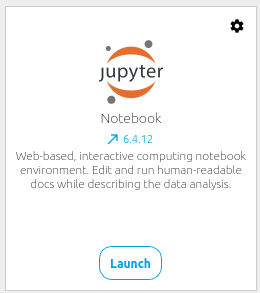 jupyter
Notebook
6.4.12
Web-based, interactive computing notebook
environment. Edit and run human-readable
docs while describing the data analysis.
Launch